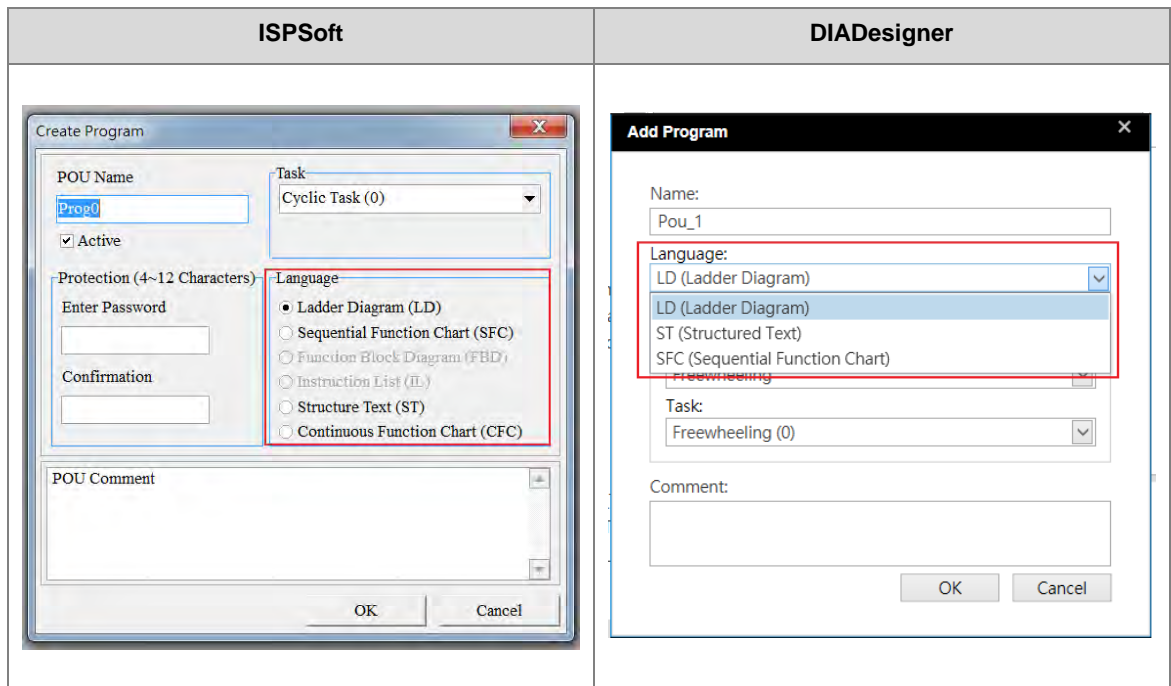 ISPSoft
DIADesigner
Create Program
POU Name
Prog0
Active
Task
Cyclic Task (0)
Protection (4~12 Characters)
Enter Password
Confirmation
Language
Ladder Diagram (LD)
Sequential Function Chart (SFC)
Function Block Diagram (FBD)
Instruction List (IL)
Structure Text (ST)
Continuous Function Chart (CFC)
POU Comment
OK Cancel
Add Program
Name:
Pou_1
Language:
LD (Ladder Diagram)
LD (Ladder Diagram)
ST (Structured Text)
SFC (Sequential Function Chart)
Freewheeling
Task:
Freewheeling (0)
Comment:
OK Cancel